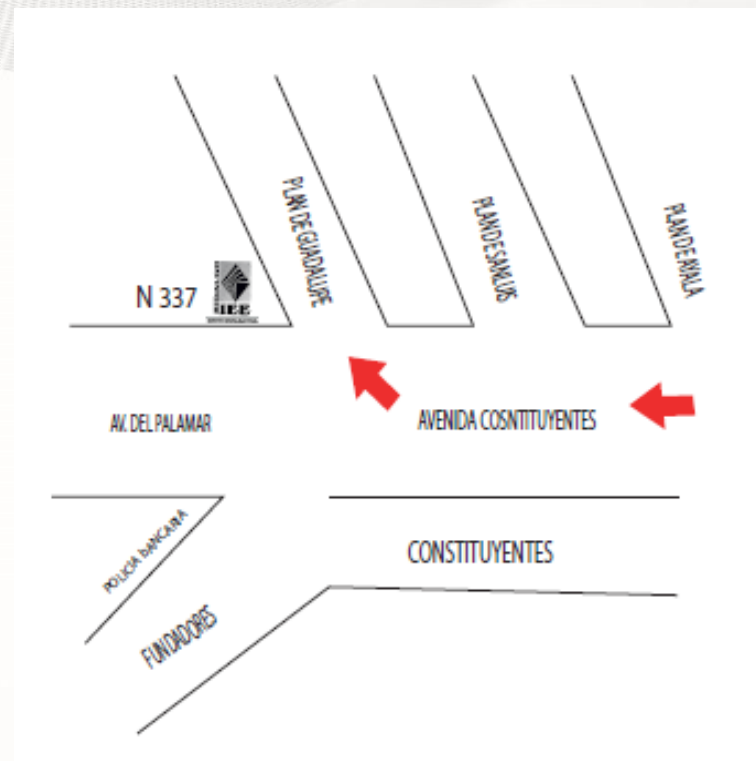 PLAN DE GUADALUPE
PLAN DE SAN LUIS
PLAN DE AYALA
N 337
IEE
AV. DEL PALAMAR
AVENIDA COSNTITUYENTES
POLICIA bANCARIA
CONSTITUYENTES
FUNDADORES